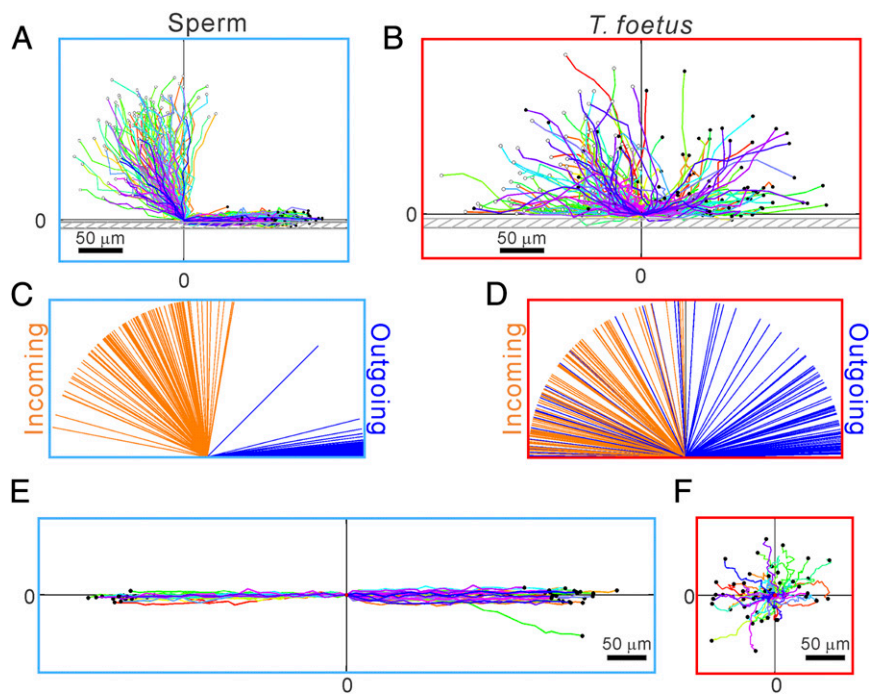 Sperm
T. foetus
A
B
0
50 μm
0
0
50 μm
0
C
Incoming
Outgoing
D
Incoming
Outgoing
E
0
50 μm
0
F
0
50 μm
0